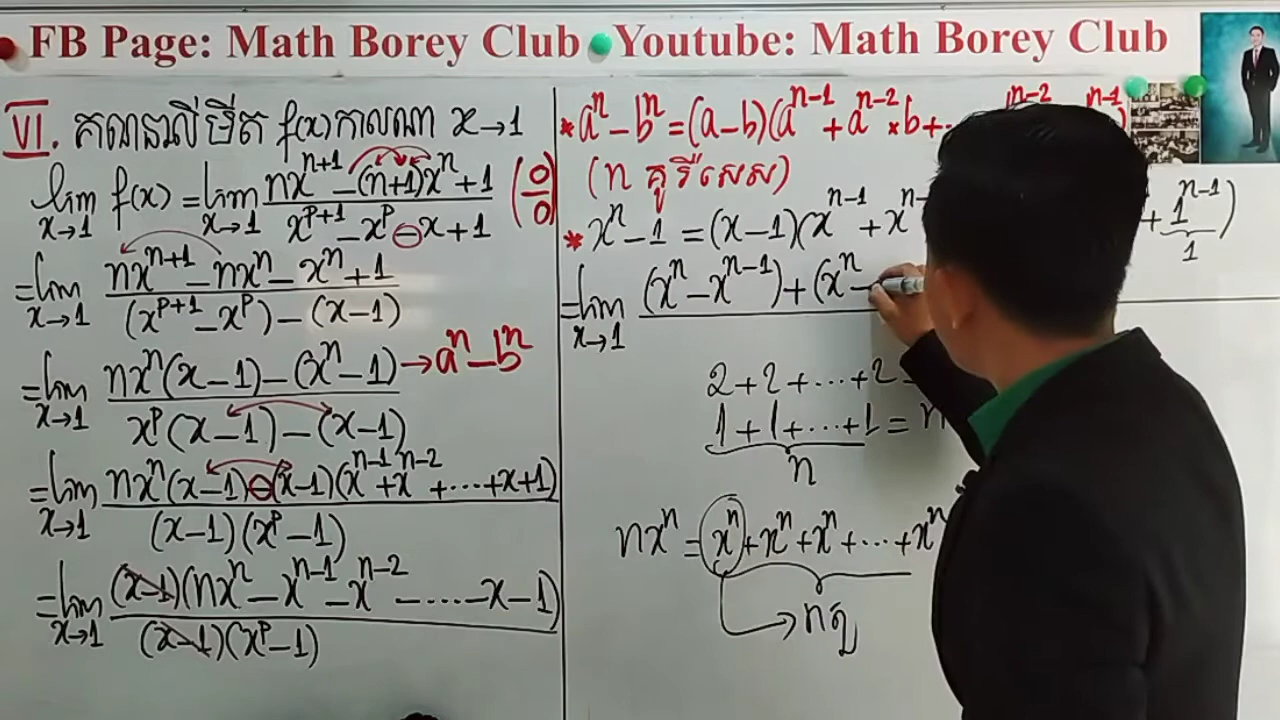 FB Page: Math Borey Club Youtube: Math Borey Club
VI. គណនាលីមីត f(x) កាលណា x→1
lim x→1 f(x) = lim x→1 (nx^{n+1} - (n+1)x^n + 1)/(x^{p+1} - x^p - x + 1) (0/0)
= lim x→1 (nx^{n+1} - nx^n - x^n + 1)/((x^{p+1} - x^p) - (x-1))
= lim x→1 (nx^n(x-1) - (x^n-1))/(x^p(x-1) - (x-1)) → a^n - b^n
= lim x→1 (nx^n(x-1) - (x-1)(x^{n-1} + x^{n-2} + ... + x + 1))/((x-1)(x^p - 1))
= lim x→1 ((x-1)(nx^n - x^{n-1} - x^{n-2} - .... - x - 1))/((x-1)(x^p - 1))
* a^n - b^n = (a-b)(a^{n-1} + a^{n-2} × b + .. n-2 n-1 )
(n គូ រឺ សេស)
* x^n - 1 = (x-1)(x^{n-1} + x^{n- + 1^{n-1})
1
= lim x→1 (x^n - x^{n-1}) + (x^n -
2 + 2 + ... + 2
1 + 1 + ... + 1 = n
n
nx^n = x^n + x^n + x^n + ... + x^n
→ n តួ